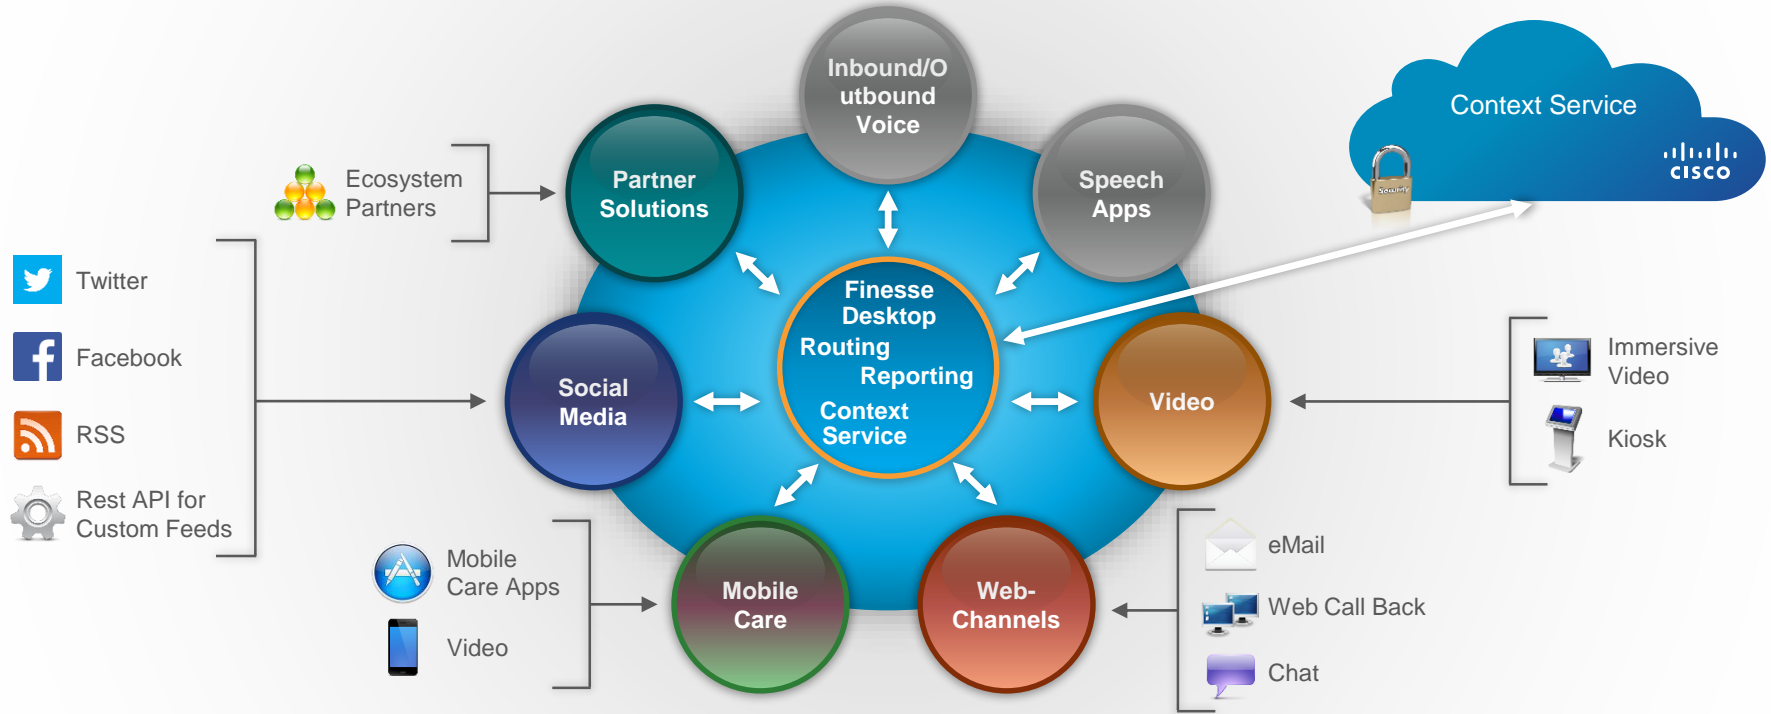 Inbound/O
utbound
Voice
Context Service
CISCO
Security
Partner
Solutions
Speech
Apps
Ecosystem
Partners
Twitter
Facebook
RSS
Rest API for
Custom Feeds
Social
Media
Finesse
Desktop
Routing
Reporting
Context
Service
Video
Immersive
Video
Kiosk
Mobile
Care Apps
Video
Mobile
Care
Web-
Channels
eMail
Web Call Back
Chat